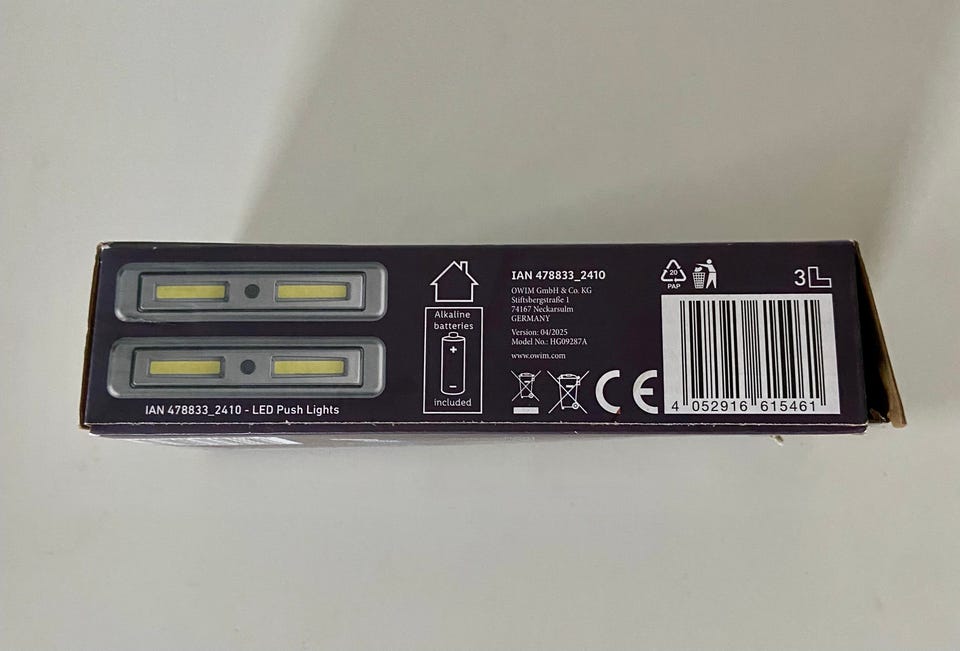 IAN 478833_2410 - LED Push Lights
Alkaline
batteries
+
-
included
IAN 478833_2410
OWIM GmbH & Co. KG
Stiftsbergstraße 1
74167 Neckarsulm
GERMANY
Version: 04/2025
Model No.: HG09287A
www.owim.com
CE
20
PAP
3L
4 052916 615461